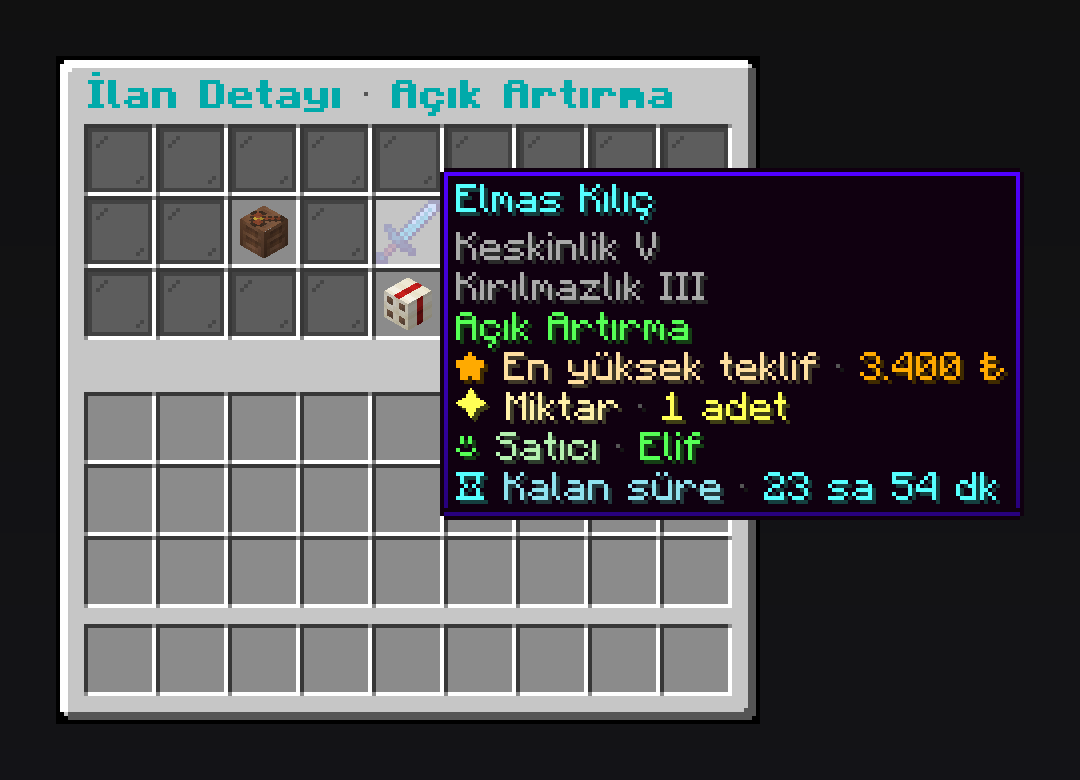 İlan Detayı · Açık Artırma
Elmas Kılıç
Keskinlik V
Kırılmazlık III
Açık Artırma
En yüksek teklif · 3.400 ₺
Miktar · 1 adet
Satıcı · Elif
Kalan süre · 23 sa 54 dk